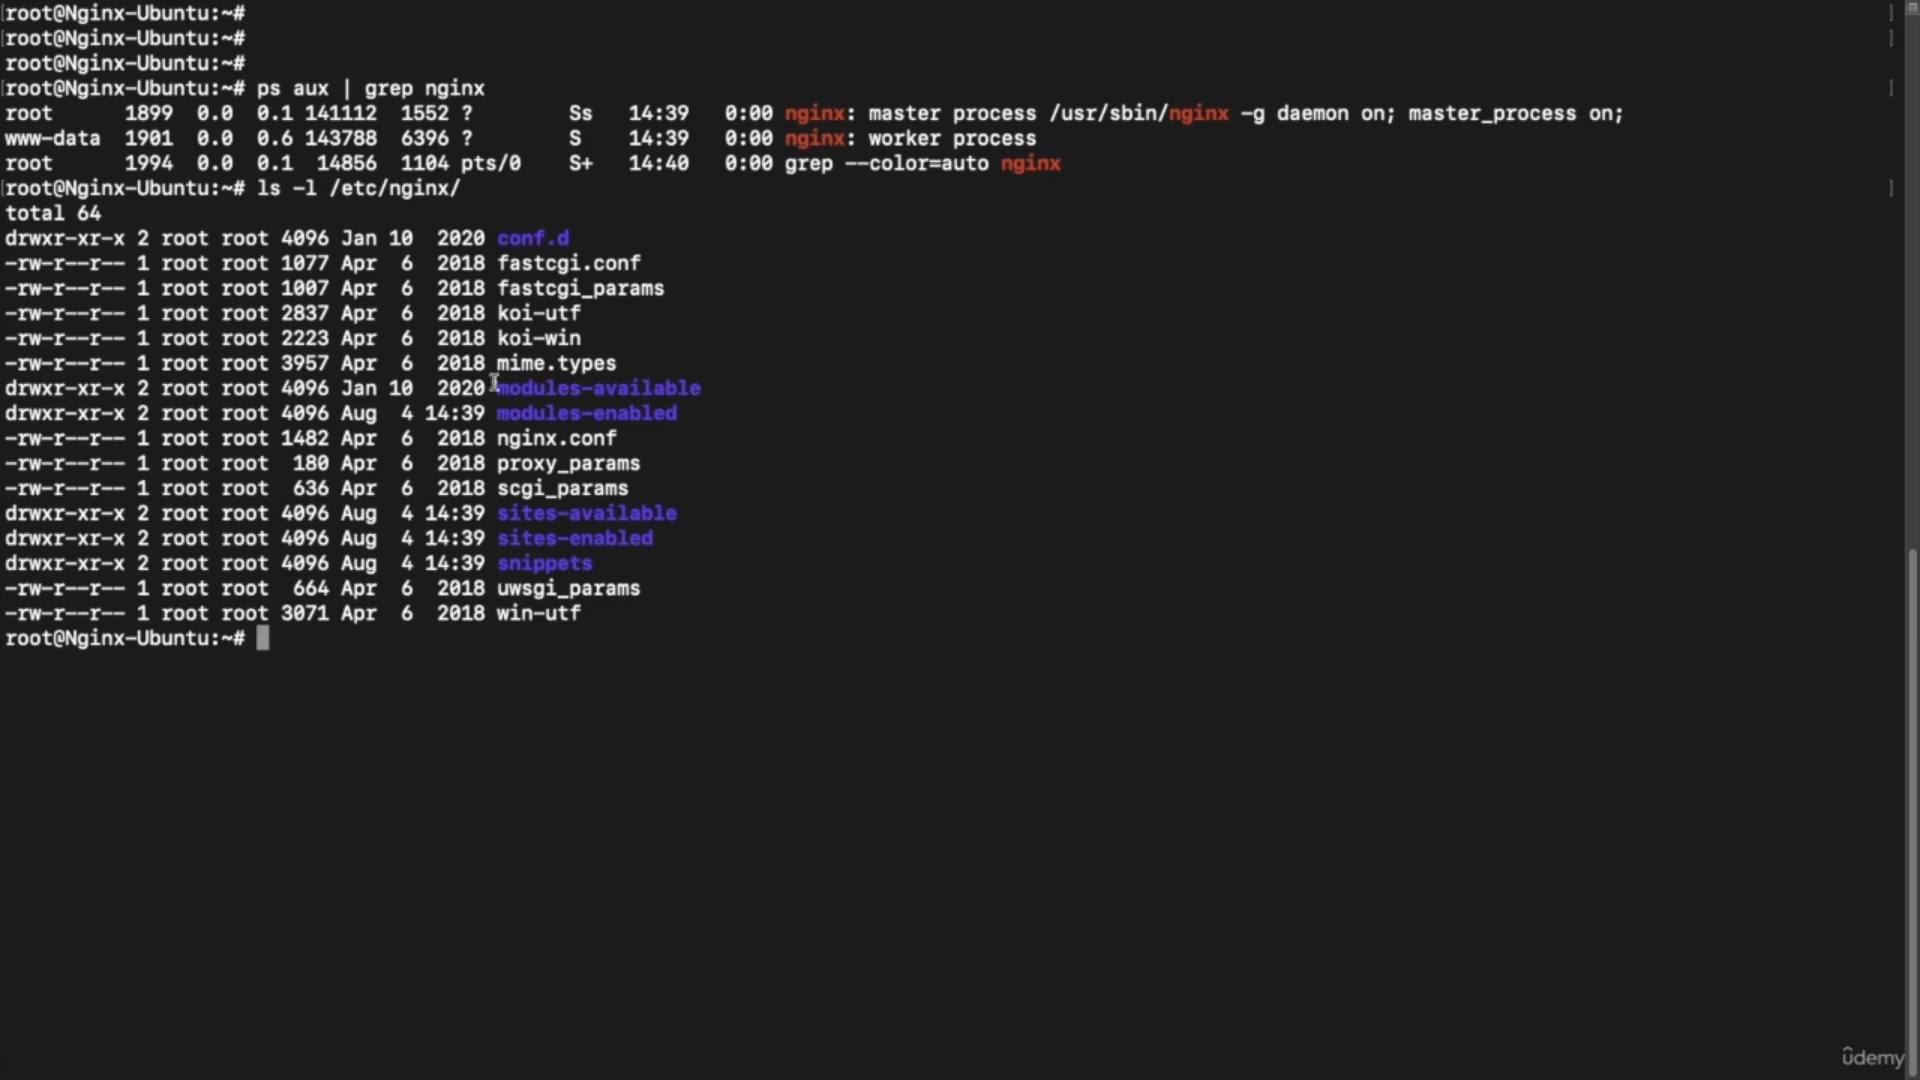 [root@Nginx-Ubuntu:~# ]
[root@Nginx-Ubuntu:~# ]
root@Nginx-Ubuntu:~#
[root@Nginx-Ubuntu:~# ps aux | grep nginx ]
root      1899  0.0  0.1 141112  1552 ?        Ss   14:39   0:00 nginx: master process /usr/sbin/nginx -g daemon on; master_process on;
www-data  1901  0.0  0.6 143788  6396 ?        S    14:39   0:00 nginx: worker process
root      1994  0.0  0.1  14856  1104 pts/0    S+   14:40   0:00 grep --color=auto nginx
[root@Nginx-Ubuntu:~# ls -l /etc/nginx/ ]
total 64
drwxr-xr-x 2 root root 4096 Jan 10  2020 conf.d
-rw-r--r-- 1 root root 1077 Apr  6  2018 fastcgi.conf
-rw-r--r-- 1 root root 1007 Apr  6  2018 fastcgi_params
-rw-r--r-- 1 root root 2837 Apr  6  2018 koi-utf
-rw-r--r-- 1 root root 2223 Apr  6  2018 koi-win
-rw-r--r-- 1 root root 3957 Apr  6  2018 mime.types
drwxr-xr-x 2 root root 4096 Jan 10  2020 modules-available
drwxr-xr-x 2 root root 4096 Aug  4 14:39 modules-enabled
-rw-r--r-- 1 root root 1482 Apr  6  2018 nginx.conf
-rw-r--r-- 1 root root  180 Apr  6  2018 proxy_params
-rw-r--r-- 1 root root  636 Apr  6  2018 scgi_params
drwxr-xr-x 2 root root 4096 Aug  4 14:39 sites-available
drwxr-xr-x 2 root root 4096 Aug  4 14:39 sites-enabled
drwxr-xr-x 2 root root 4096 Aug  4 14:39 snippets
-rw-r--r-- 1 root root  664 Apr  6  2018 uwsgi_params
-rw-r--r-- 1 root root 3071 Apr  6  2018 win-utf
root@Nginx-Ubuntu:~#
ûdemy